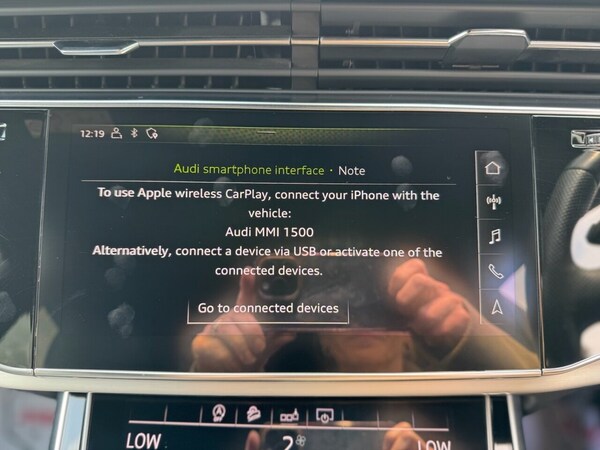 12:19
Audi smartphone interface · Note
To use Apple wireless CarPlay, connect your iPhone with the
vehicle:
Audi MMI 1500
Alternatively, connect a device via USB or activate one of the
connected devices.
Go to connected devices
LOW 2 LOW